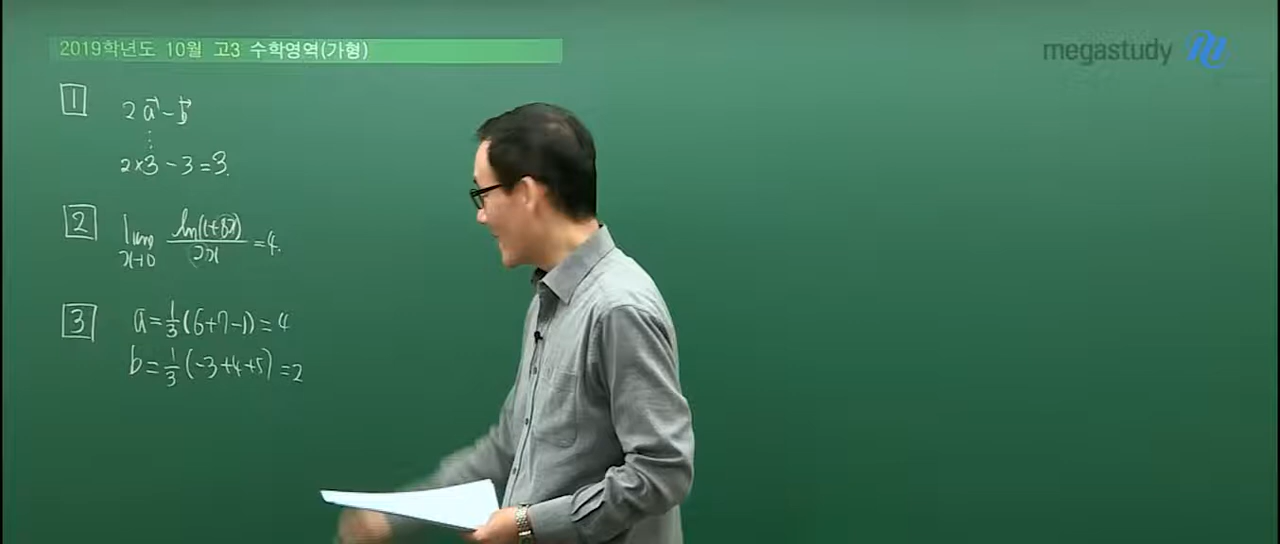 2019학년도 10월 고3 수학영역(가형)
megastudy
1 2a⃗ - b⃗
⋮
2×3 - 3 = 3.
2 lim x→0 ln(1+8x)/2x = 4.
3 a = 1/3 (6+7-1) = 4
b = 1/3 (-3+4+5) = 2